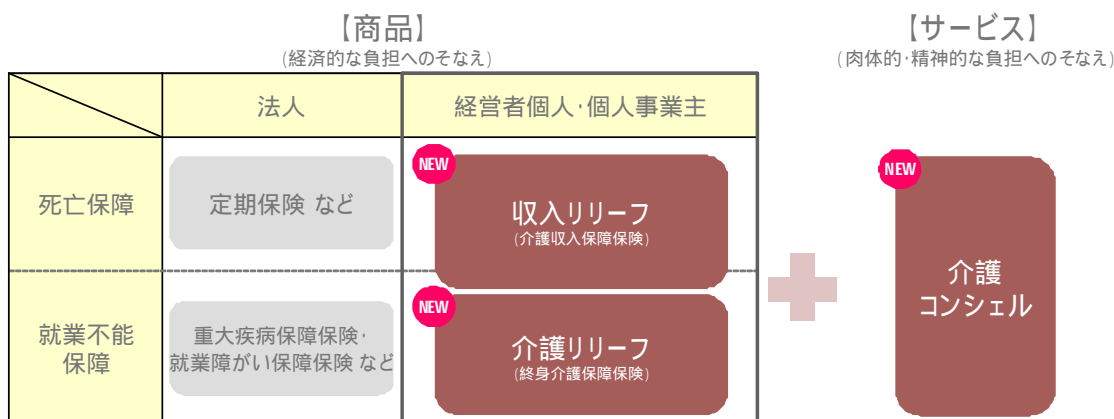 【商品】
(経済的な負担へのそなえ)
【サービス】
(肉体的・精神的な負担へのそなえ)
法人
経営者個人・個人事業主
死亡保障
定期保険 など
NEW
収入リリーフ
(介護収入保障保険)
就業不能
保障
重大疾病保障保険・
就業障がい保障保険 など
NEW
介護リリーフ
(終身介護保障保険)
NEW
介護
コンシェル